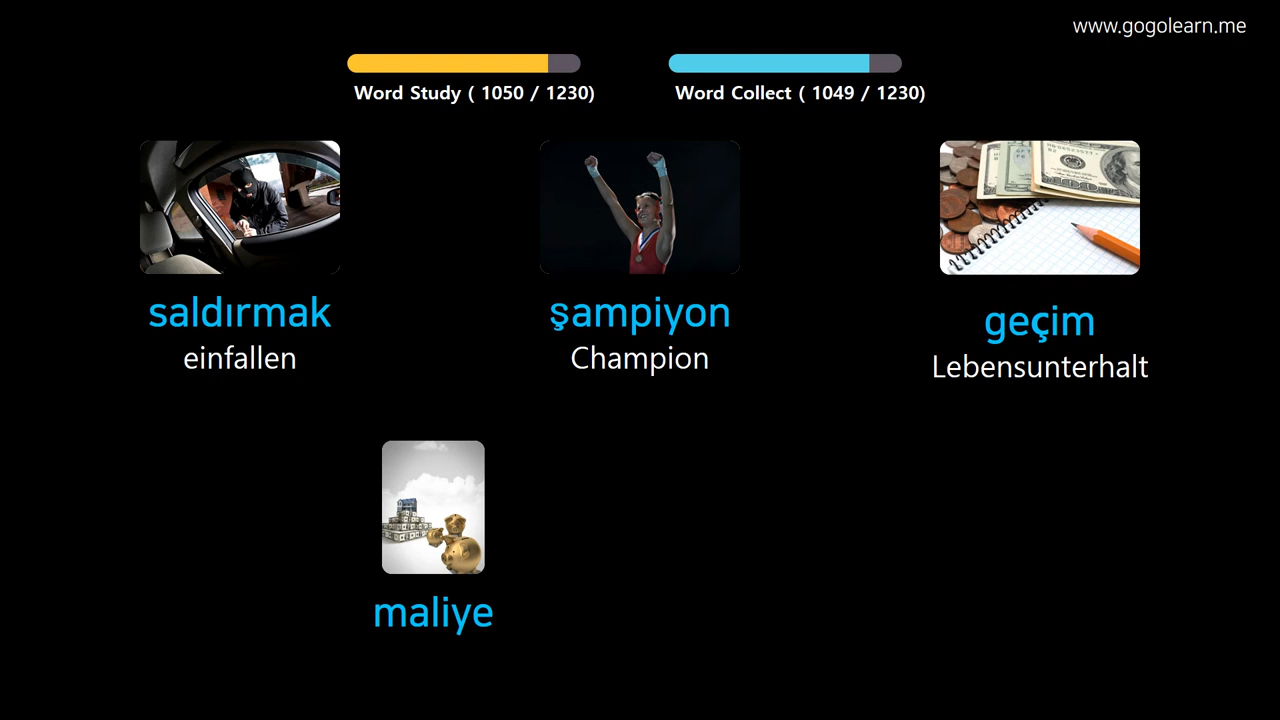 www.gogolearn.me
Word Study ( 1050 / 1230)
Word Collect ( 1049 / 1230)
saldırmak
einfallen
şampiyon
Champion
geçim
Lebensunterhalt
maliye